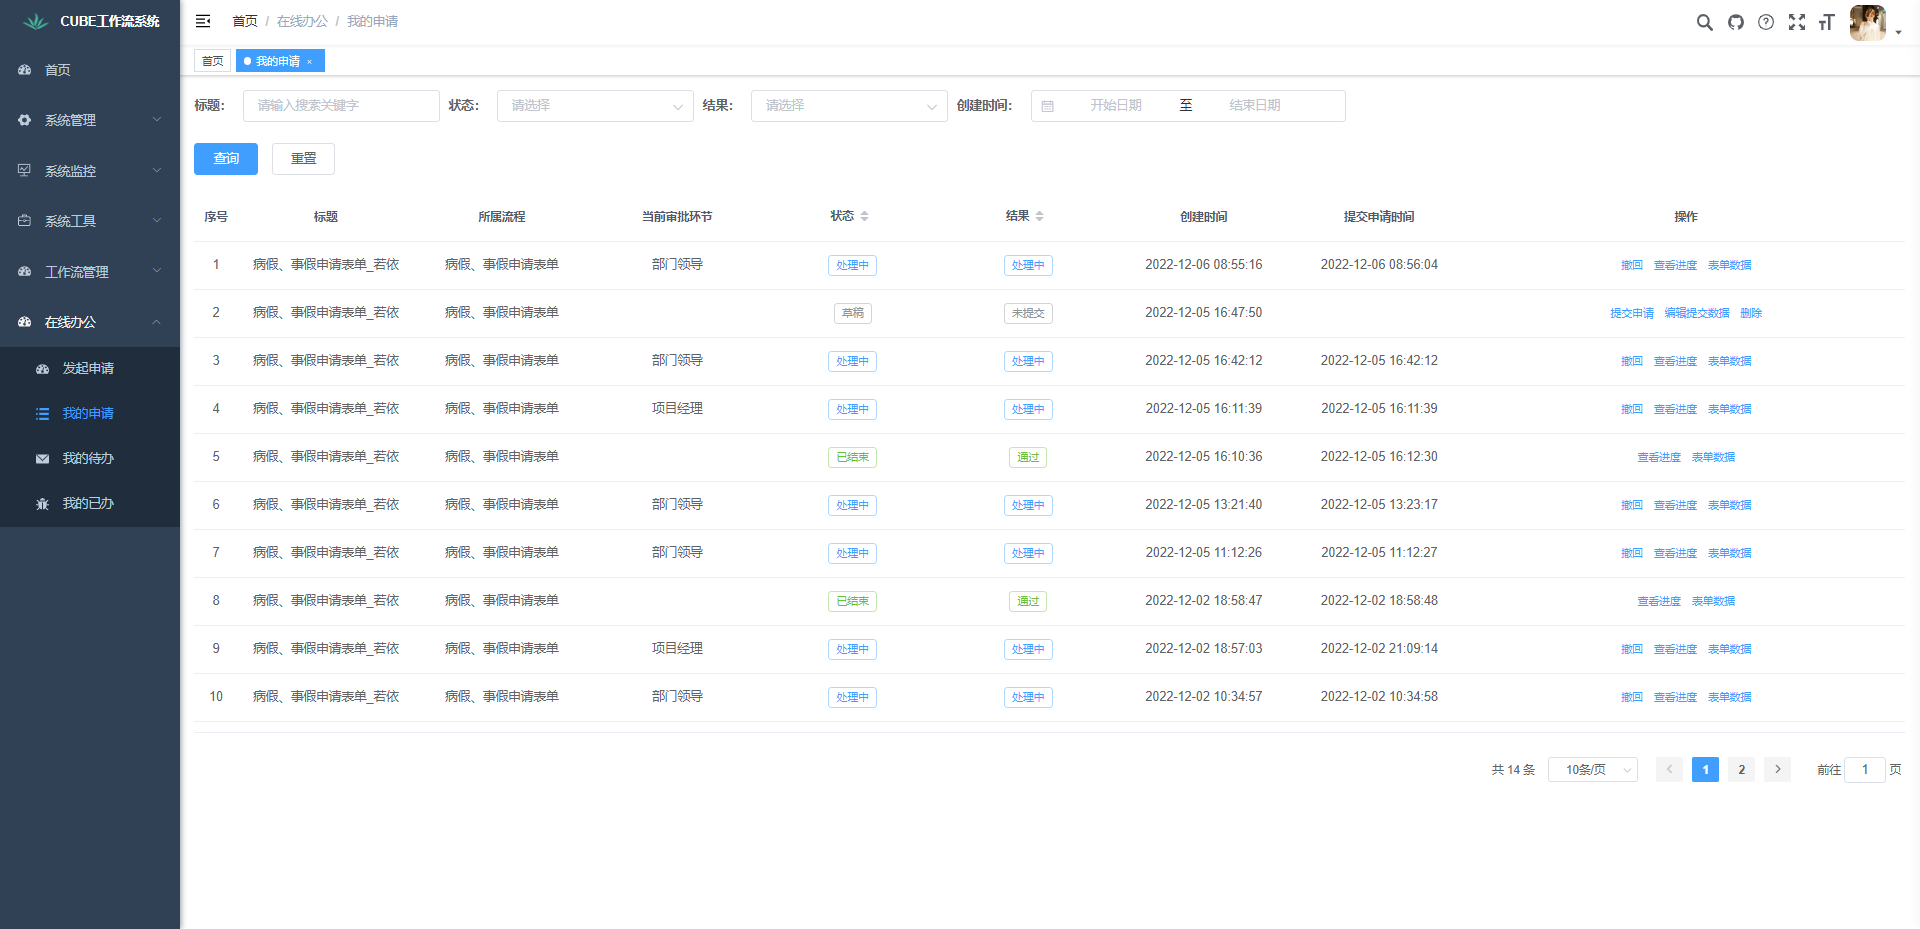 CUBE工作流系统
首页
系统管理
系统监控
系统工具
工作流管理
在线办公
发起申请
我的申请
我的待办
我的已办
首页 / 在线办公 / 我的申请
首页 我的申请 ×
标题: 请输入搜索关键字 状态: 请选择 结果: 请选择 创建时间: 开始日期 至 结束日期
查询 重置
序号 标题 所属流程 当前审批环节 状态 结果 创建时间 提交申请时间 操作
1 病假、事假申请表单_若依 病假、事假申请表单 部门领导 处理中 处理中 2022-12-06 08:55:16 2022-12-06 08:56:04 撤回 查看进度 表单数据
2 病假、事假申请表单_若依 病假、事假申请表单 草稿 未提交 2022-12-05 16:47:50 提交申请 编辑提交数据 删除
3 病假、事假申请表单_若依 病假、事假申请表单 部门领导 处理中 处理中 2022-12-05 16:42:12 2022-12-05 16:42:12 撤回 查看进度 表单数据
4 病假、事假申请表单_若依 病假、事假申请表单 项目经理 处理中 处理中 2022-12-05 16:11:39 2022-12-05 16:11:39 撤回 查看进度 表单数据
5 病假、事假申请表单_若依 病假、事假申请表单 已结束 通过 2022-12-05 16:10:36 2022-12-05 16:12:30 查看进度 表单数据
6 病假、事假申请表单_若依 病假、事假申请表单 部门领导 处理中 处理中 2022-12-05 13:21:40 2022-12-05 13:23:17 撤回 查看进度 表单数据
7 病假、事假申请表单_若依 病假、事假申请表单 部门领导 处理中 处理中 2022-12-05 11:12:26 2022-12-05 11:12:27 撤回 查看进度 表单数据
8 病假、事假申请表单_若依 病假、事假申请表单 已结束 通过 2022-12-02 18:58:47 2022-12-02 18:58:48 查看进度 表单数据
9 病假、事假申请表单_若依 病假、事假申请表单 项目经理 处理中 处理中 2022-12-02 18:57:03 2022-12-02 21:09:14 撤回 查看进度 表单数据
10 病假、事假申请表单_若依 病假、事假申请表单 部门领导 处理中 处理中 2022-12-02 10:34:57 2022-12-02 10:34:58 撤回 查看进度 表单数据
共 14 条 10条/页 < 1 2 > 前往 1 页